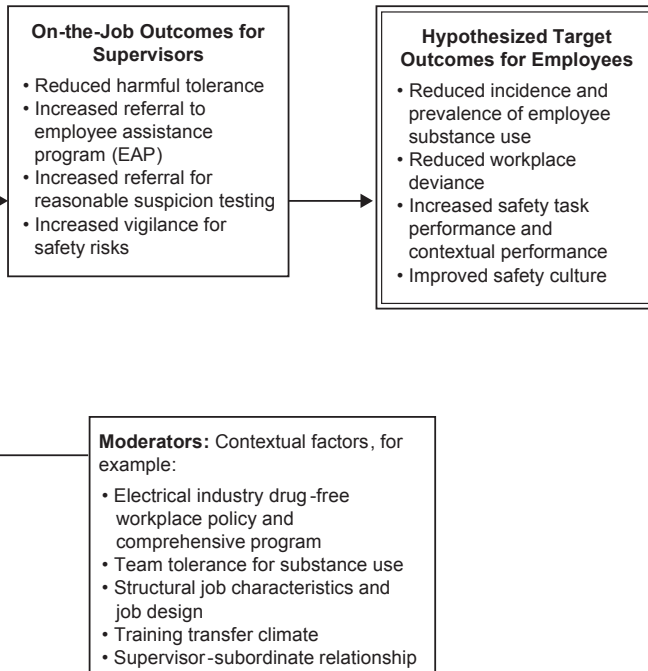 On-the-Job Outcomes for
Supervisors
• Reduced harmful tolerance
• Increased referral to
employee assistance
program (EAP)
• Increased referral for
reasonable suspicion testing
• Increased vigilance for
safety risks
Hypothesized Target
Outcomes for Employees
• Reduced incidence and
prevalence of employee
substance use
• Reduced workplace
deviance
• Increased safety task
performance and
contextual performance
• Improved safety culture
Moderators: Contextual factors, for
example:
• Electrical industry drug-free
workplace policy and
comprehensive program
• Team tolerance for substance use
• Structural job characteristics and
job design
• Training transfer climate
• Supervisor-subordinate relationship